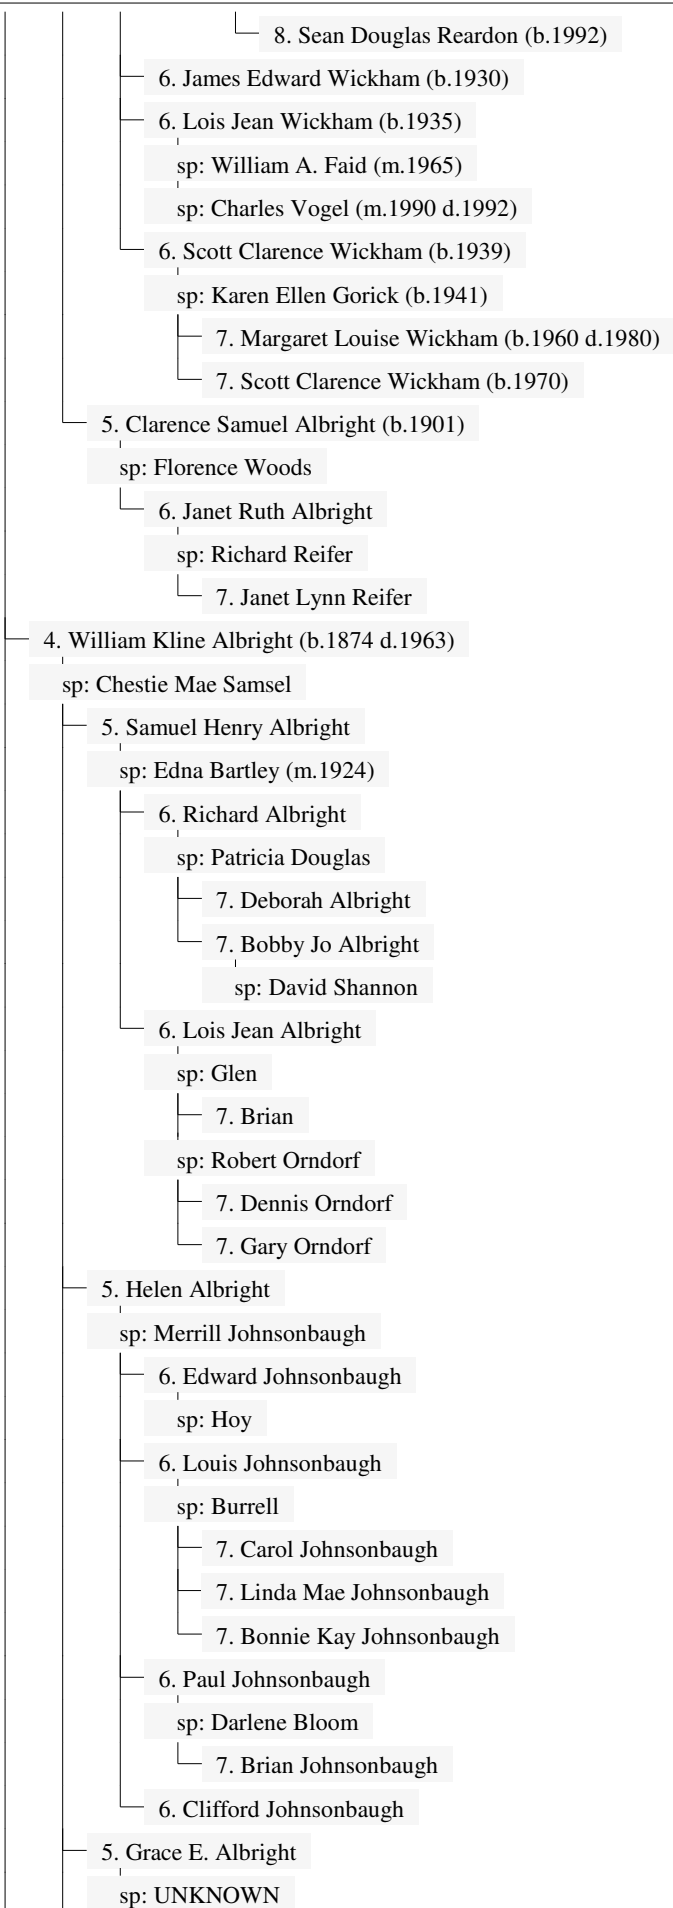 8. Sean Douglas Reardon (b.1992)
6. James Edward Wickham (b.1930)
6. Lois Jean Wickham (b.1935)
sp: William A. Faid (m.1965)
sp: Charles Vogel (m.1990 d.1992)
6. Scott Clarence Wickham (b.1939)
sp: Karen Ellen Gorick (b.1941)
7. Margaret Louise Wickham (b.1960 d.1980)
7. Scott Clarence Wickham (b.1970)
5. Clarence Samuel Albright (b.1901)
sp: Florence Woods
6. Janet Ruth Albright
sp: Richard Reifer
7. Janet Lynn Reifer
4. William Kline Albright (b.1874 d.1963)
sp: Chestie Mae Samsel
5. Samuel Henry Albright
sp: Edna Bartley (m.1924)
6. Richard Albright
sp: Patricia Douglas
7. Deborah Albright
7. Bobby Jo Albright
sp: David Shannon
6. Lois Jean Albright
sp: Glen
7. Brian
sp: Robert Orndorf
7. Dennis Orndorf
7. Gary Orndorf
5. Helen Albright
sp: Merrill Johnsonbaugh
6. Edward Johnsonbaugh
sp: Hoy
6. Louis Johnsonbaugh
sp: Burrell
7. Carol Johnsonbaugh
7. Linda Mae Johnsonbaugh
7. Bonnie Kay Johnsonbaugh
6. Paul Johnsonbaugh
sp: Darlene Bloom
7. Brian Johnsonbaugh
6. Clifford Johnsonbaugh
5. Grace E. Albright
sp: UNKNOWN